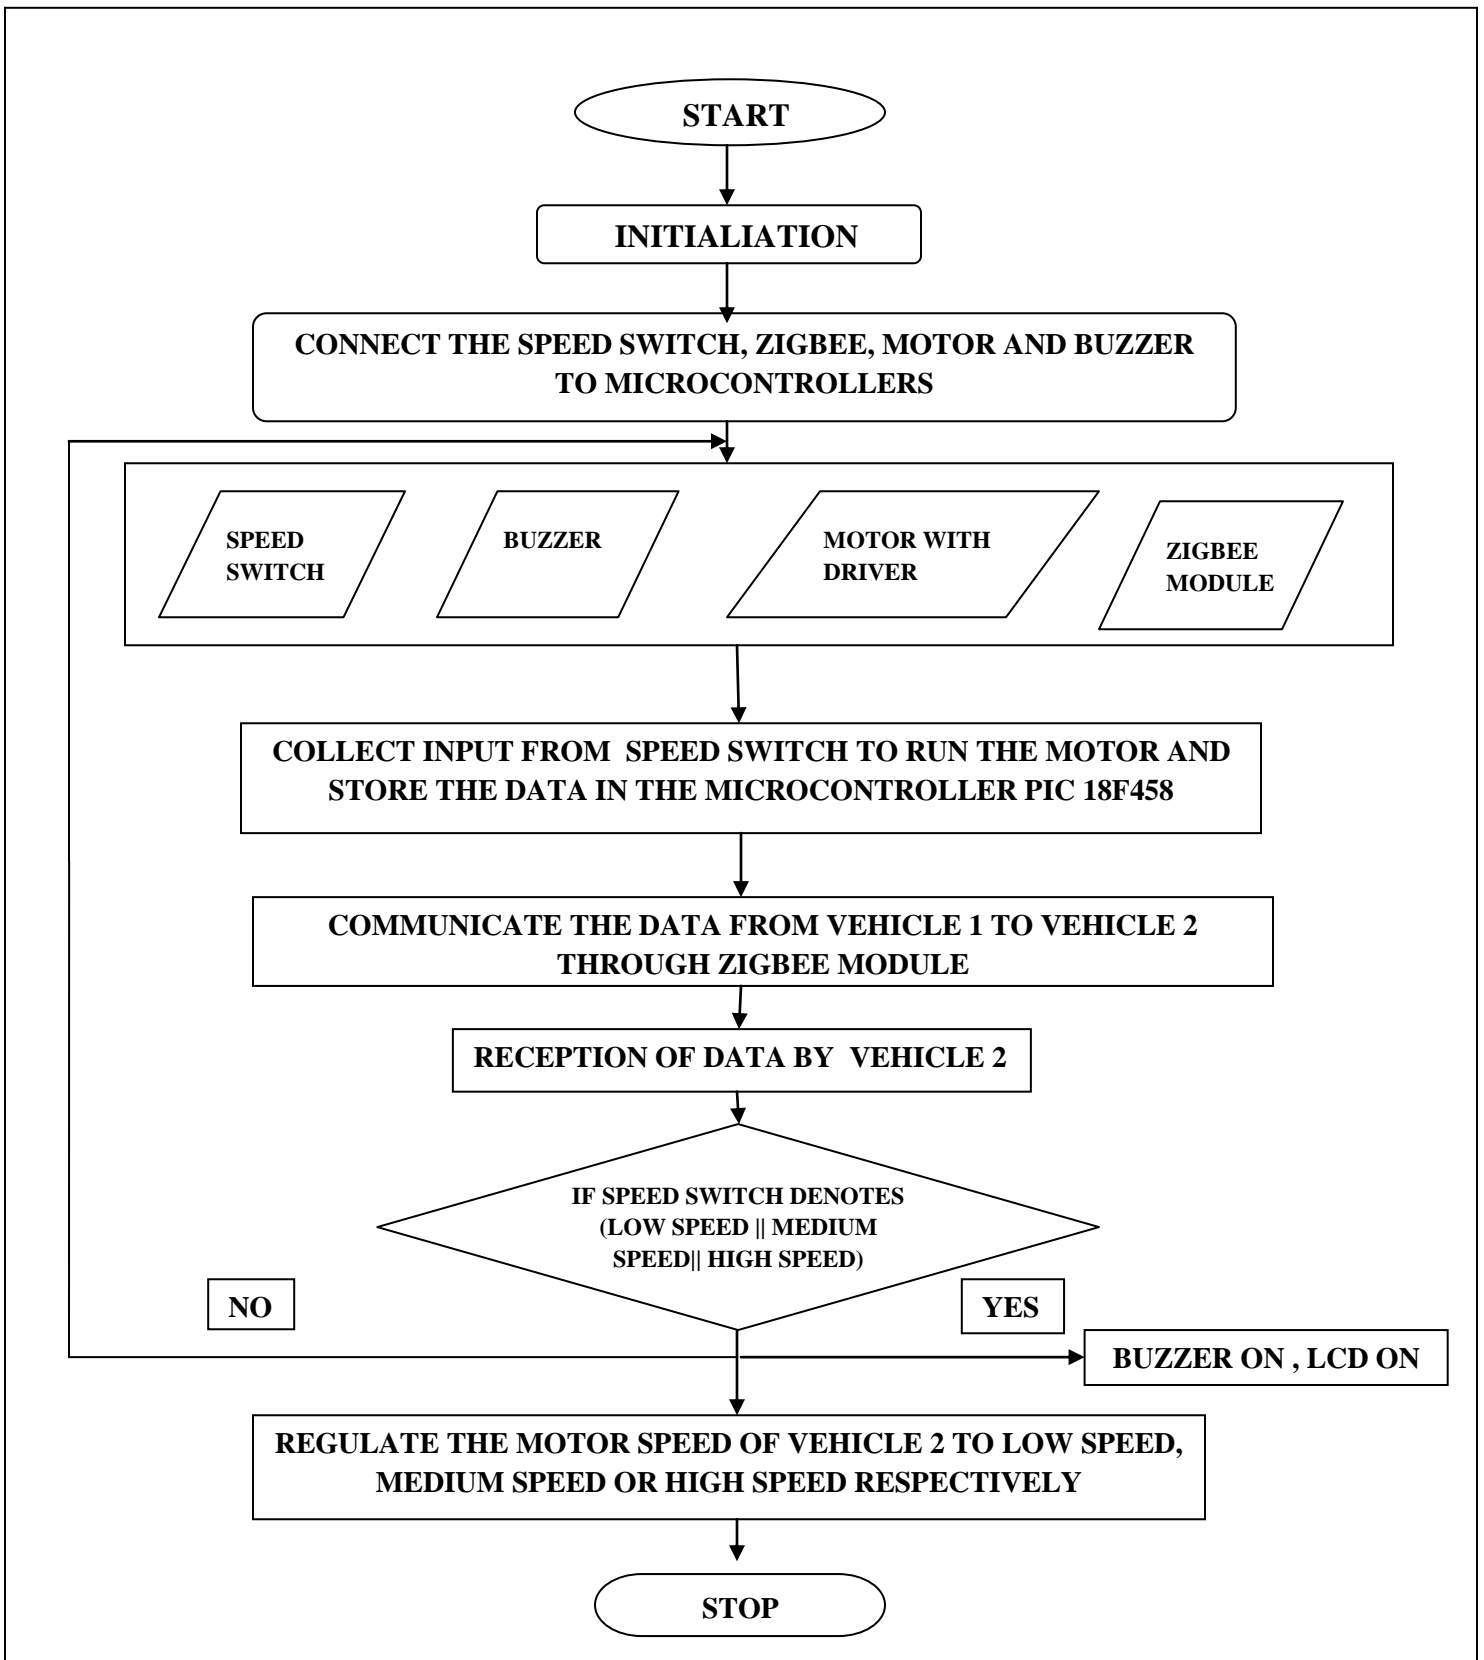 START
INITIALIATION
CONNECT THE SPEED SWITCH, ZIGBEE, MOTOR AND BUZZER
TO MICROCONTROLLERS
SPEED
SWITCH
BUZZER
MOTOR WITH
DRIVER
ZIGBEE
MODULE
COLLECT INPUT FROM SPEED SWITCH TO RUN THE MOTOR AND
STORE THE DATA IN THE MICROCONTROLLER PIC 18F458
COMMUNICATE THE DATA FROM VEHICLE 1 TO VEHICLE 2
THROUGH ZIGBEE MODULE
RECEPTION OF DATA BY VEHICLE 2
IF SPEED SWITCH DENOTES
(LOW SPEED || MEDIUM
SPEED|| HIGH SPEED)
NO
YES
BUZZER ON , LCD ON
REGULATE THE MOTOR SPEED OF VEHICLE 2 TO LOW SPEED,
MEDIUM SPEED OR HIGH SPEED RESPECTIVELY
STOP